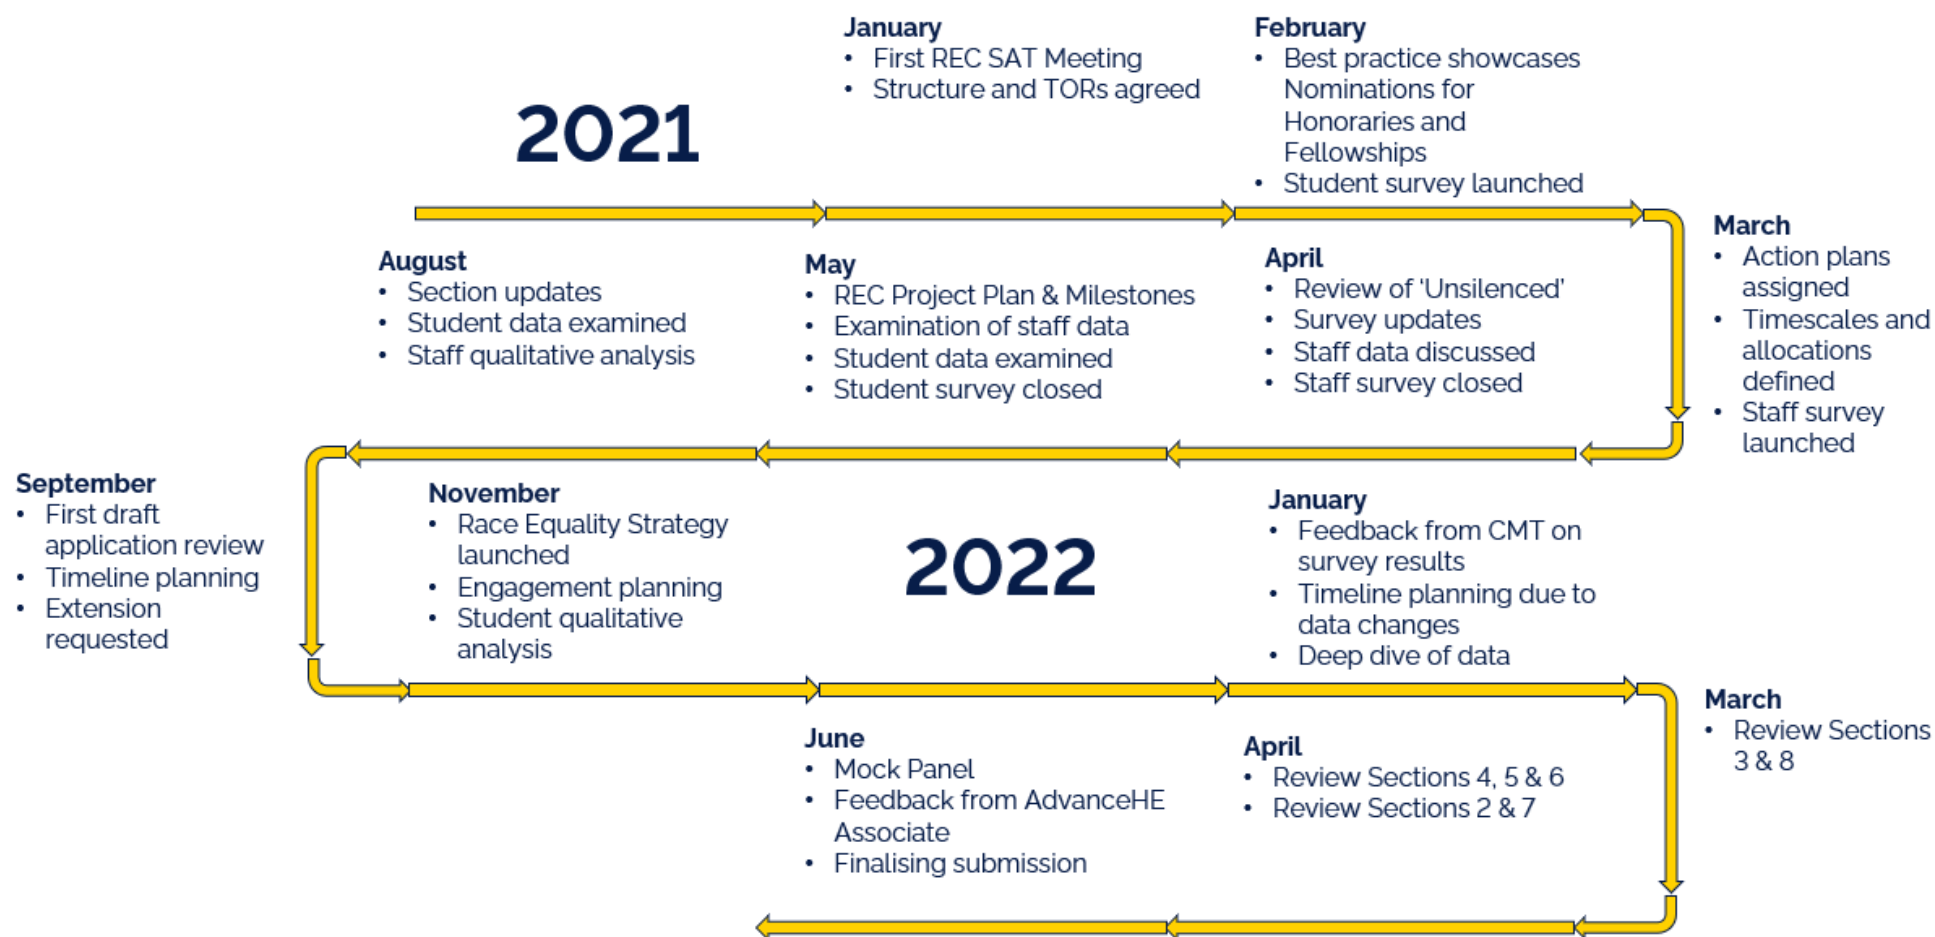 2021
January
• First REC SAT Meeting
• Structure and TORs agreed
February
• Best practice showcases
Nominations for
Honoraries and
Fellowships
• Student survey launched
March
• Action plans
assigned
• Timescales and
allocations
defined
• Staff survey
launched
April
• Review of ‘Unsilenced’
• Survey updates
• Staff data discussed
• Staff survey closed
May
• REC Project Plan & Milestones
• Examination of staff data
• Student data examined
• Student survey closed
August
• Section updates
• Student data examined
• Staff qualitative analysis
September
• First draft
application review
• Timeline planning
• Extension
requested
November
• Race Equality Strategy
launched
• Engagement planning
• Student qualitative
analysis
2022
January
• Feedback from CMT on
survey results
• Timeline planning due to
data changes
• Deep dive of data
March
• Review Sections
3 & 8
April
• Review Sections 4, 5 & 6
• Review Sections 2 & 7
June
• Mock Panel
• Feedback from AdvanceHE
Associate
• Finalising submission